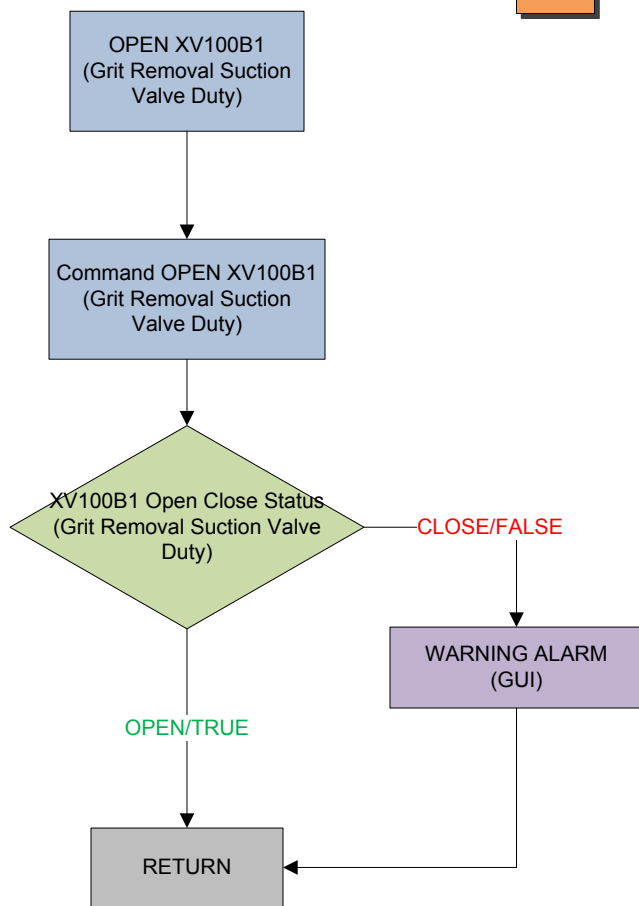 OPEN XV100B1
(Grit Removal Suction
Valve Duty)
Command OPEN XV100B1
(Grit Removal Suction
Valve Duty)
XV100B1 Open Close Status
(Grit Removal Suction Valve
Duty)
CLOSE/FALSE
WARNING ALARM
(GUI)
OPEN/TRUE
RETURN